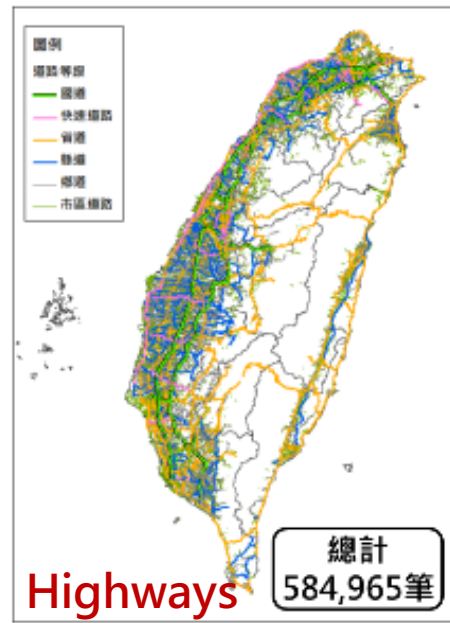 圖例
道路等級
國道
快速道路
省道
縣道
鄉道
市區道路
Highways
總計
584,965筆